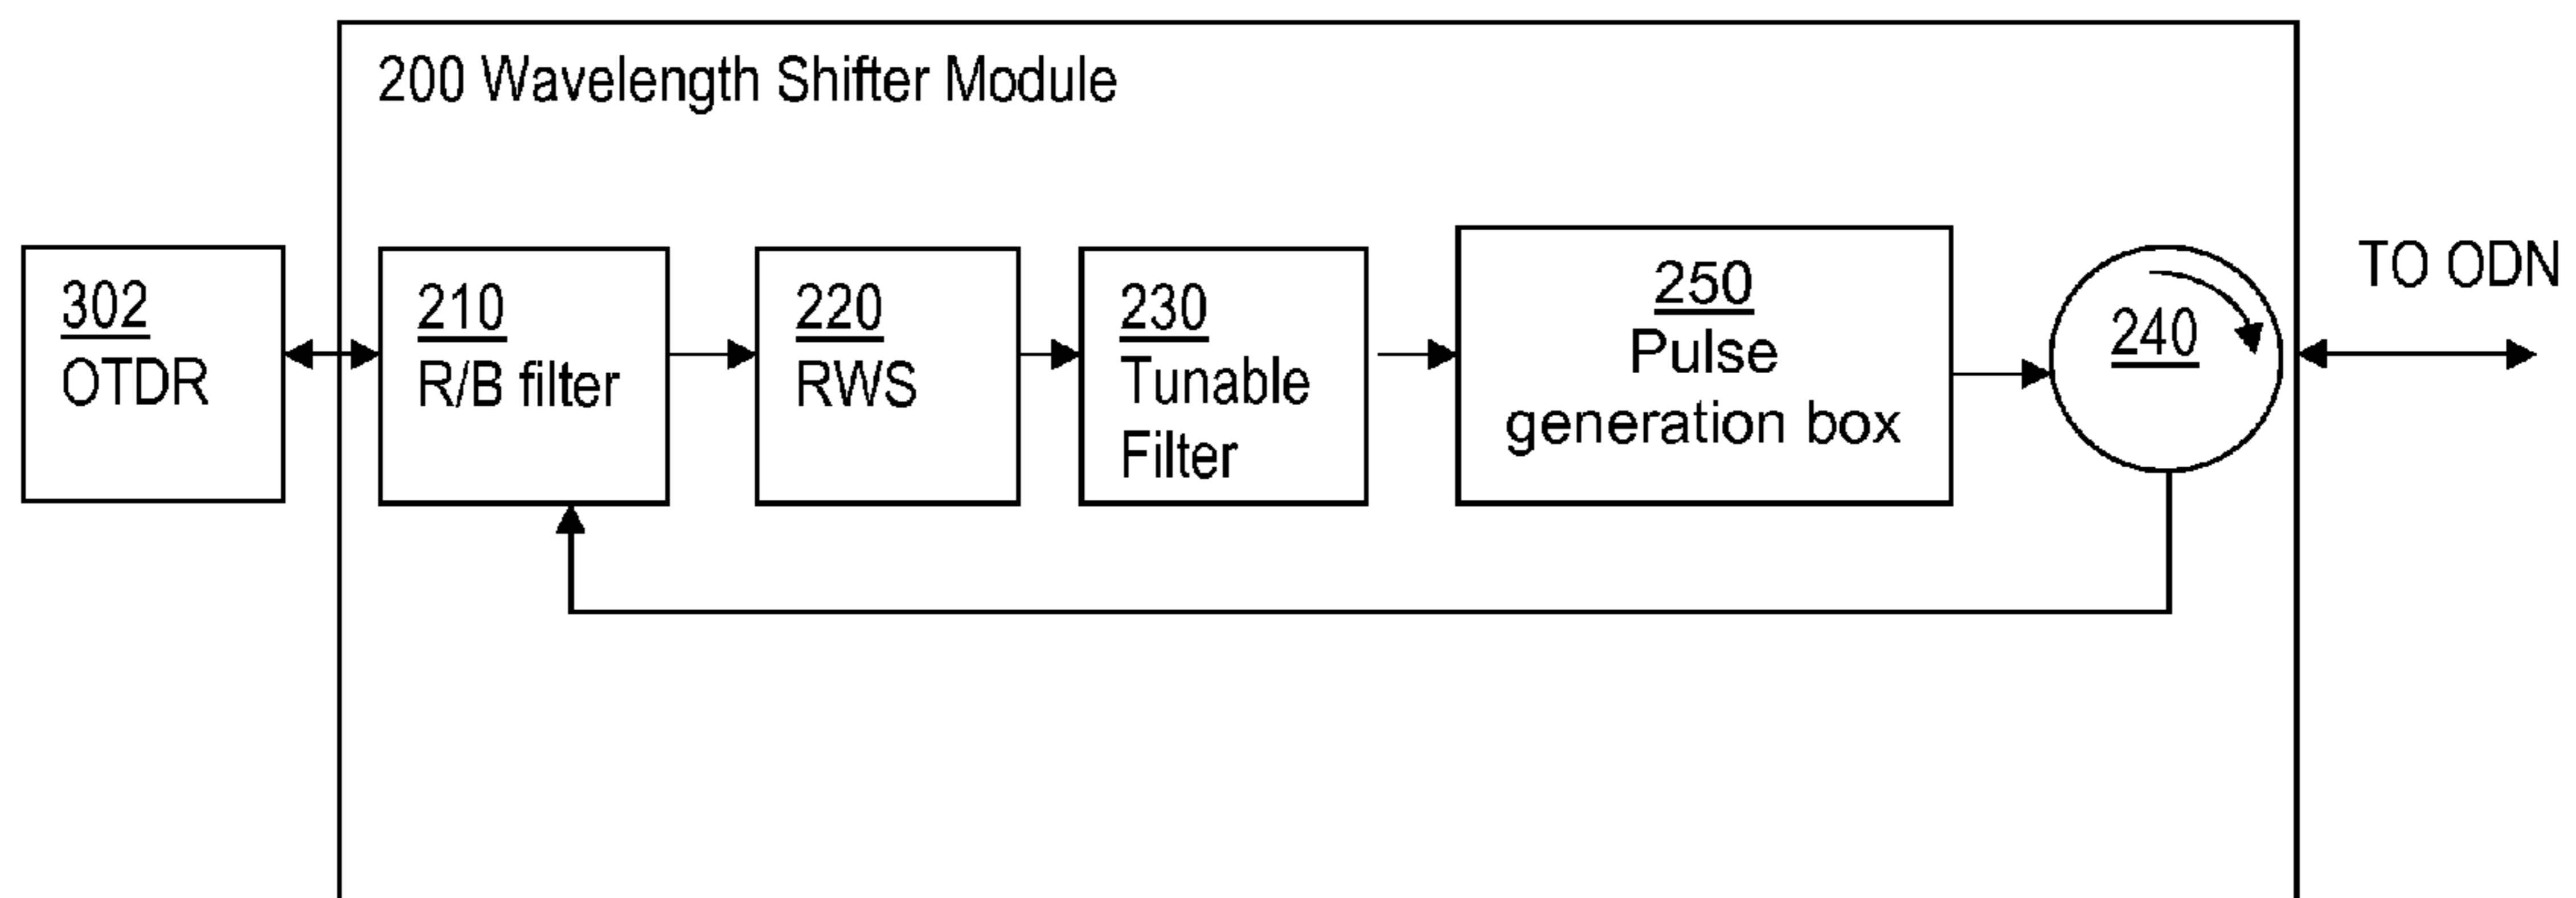 200 Wavelength Shifter Module
302
OTDR
210
R/B filter
220
RWS
230
Tunable
Filter
250
Pulse
generation box
240
TO ODN